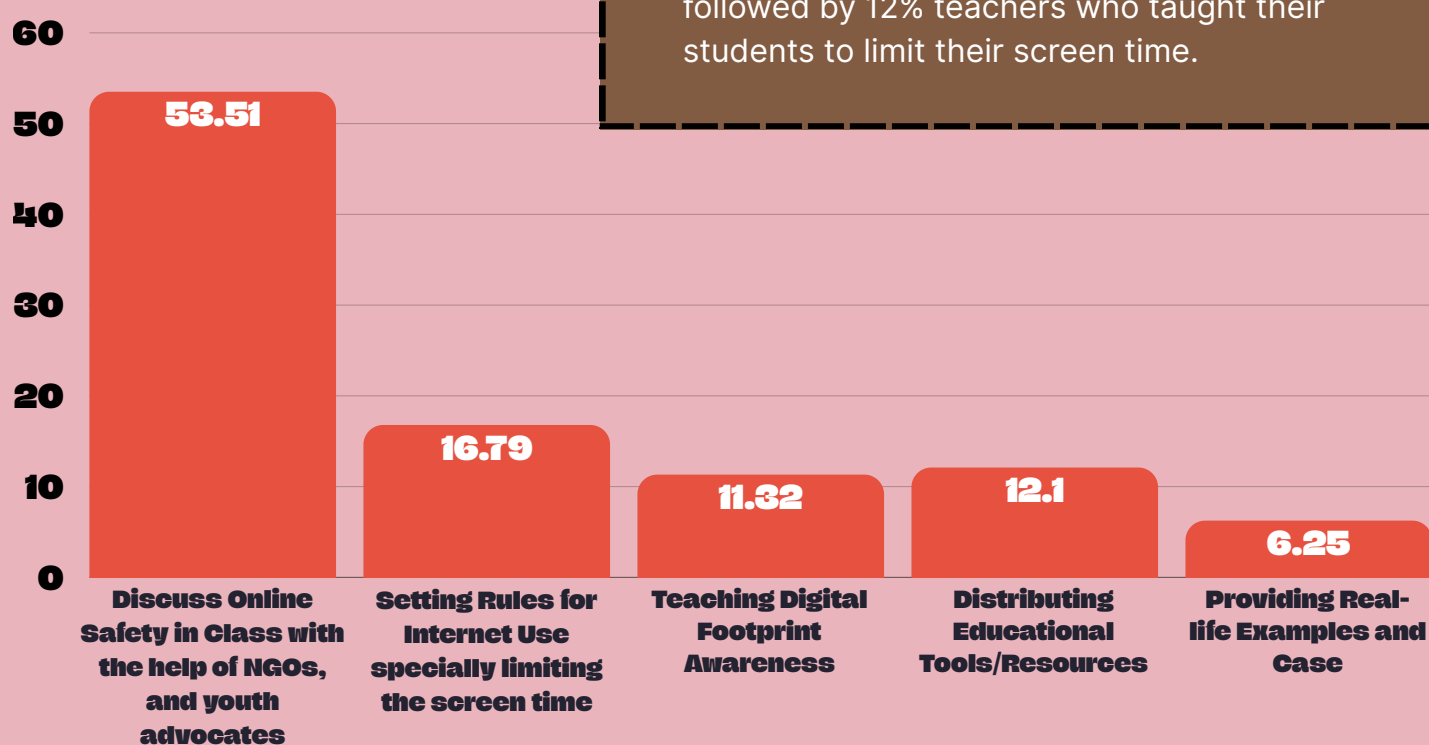 followed by 12% teachers who taught their
students to limit their screen time.
60
50
40
30
20
10
0
53.51
16.79
11.32
12.1
6.25
Discuss Online
Safety in Class with
the help of NGOs,
and youth
advocates
Setting Rules for
Internet Use
specially limiting
the screen time
Teaching Digital
Footprint
Awareness
Distributing
Educational
Tools/Resources
Providing Real-
life Examples and
Case